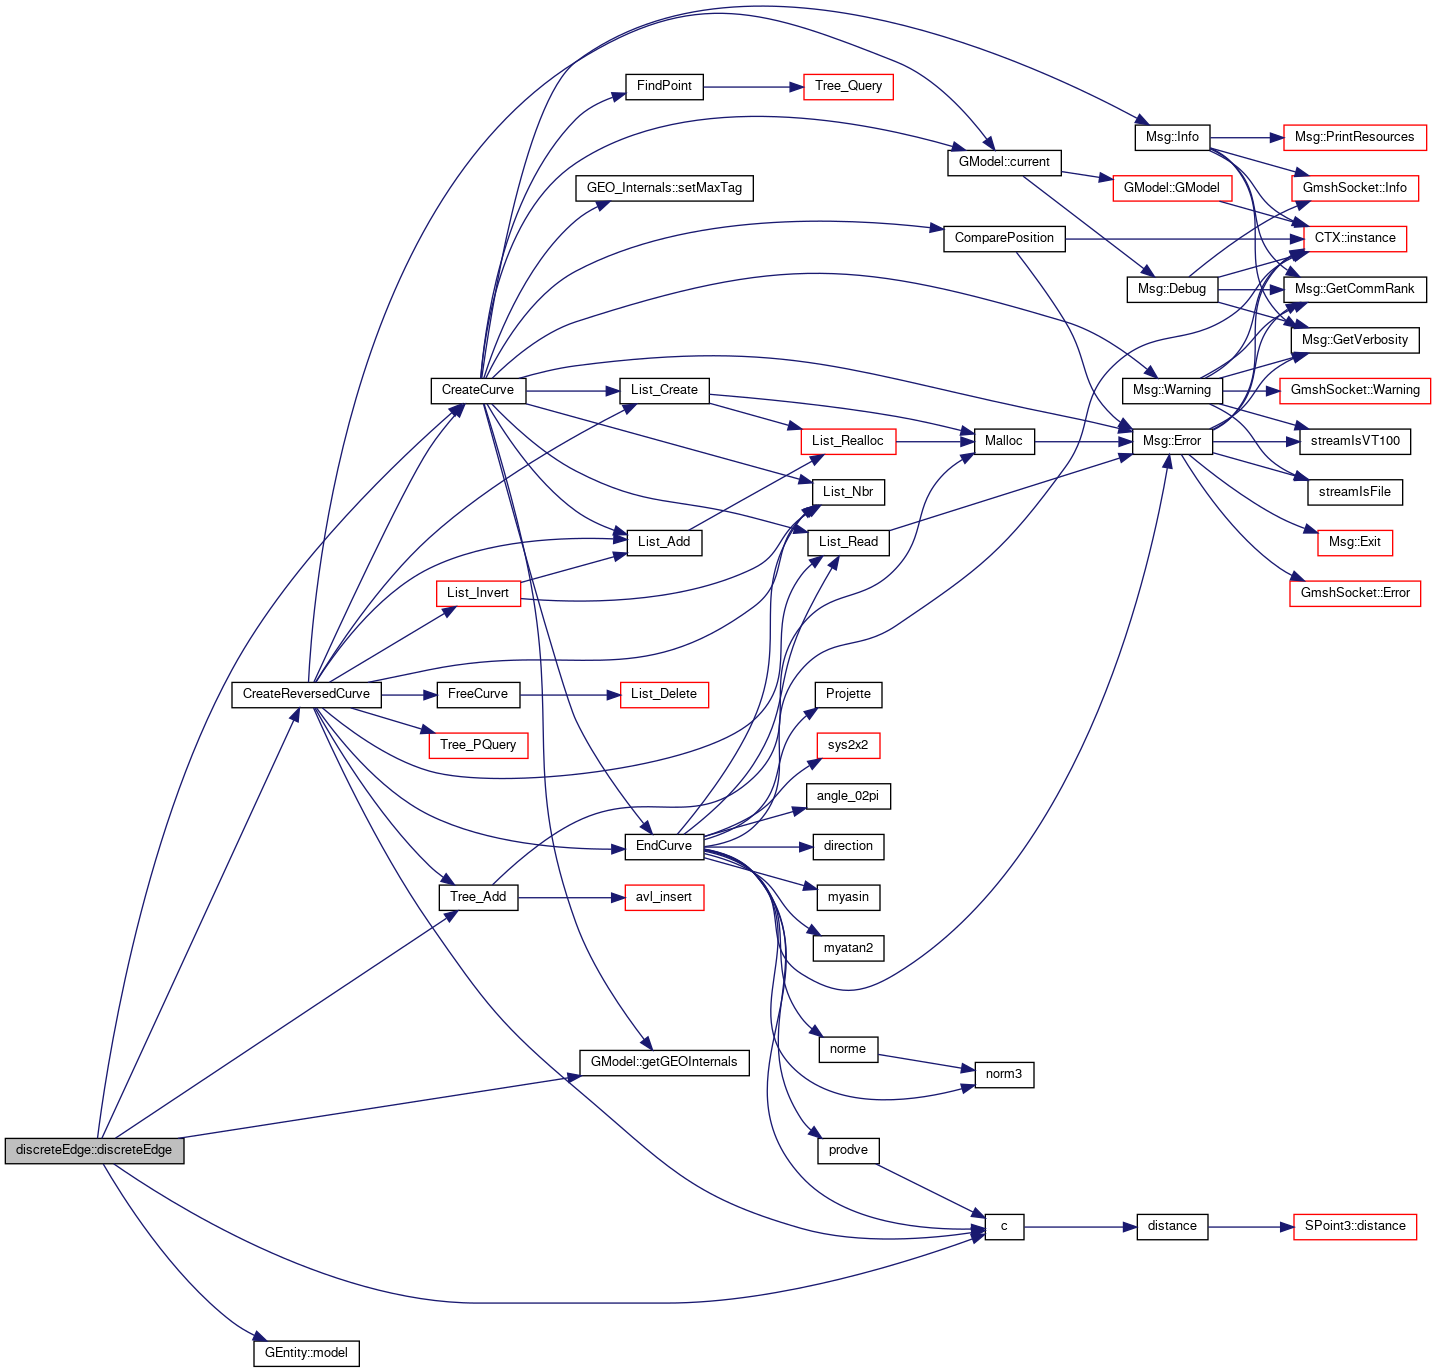 FindPoint
Tree_Query
Msg::Info
Msg::PrintResources
GModel::current
GEO_Internals::setMaxTag
GModel::GModel
GmshSocket::Info
ComparePosition
CTX::instance
Msg::Debug
Msg::GetCommRank
Msg::GetVerbosity
CreateCurve
List_Create
Msg::Warning
GmshSocket::Warning
List_Realloc
Malloc
Msg::Error
streamIsVT100
List_Nbr
streamIsFile
List_Add
List_Read
Msg::Exit
List_Invert
GmshSocket::Error
CreateReversedCurve
FreeCurve
List_Delete
Projette
Tree_PQuery
sys2x2
angle_02pi
EndCurve
direction
Tree_Add
avl_insert
myasin
myatan2
norme
GModel::getGEOInternals
norm3
discreteEdge::discreteEdge
prodve
c
distance
SPoint3::distance
GEntity::model